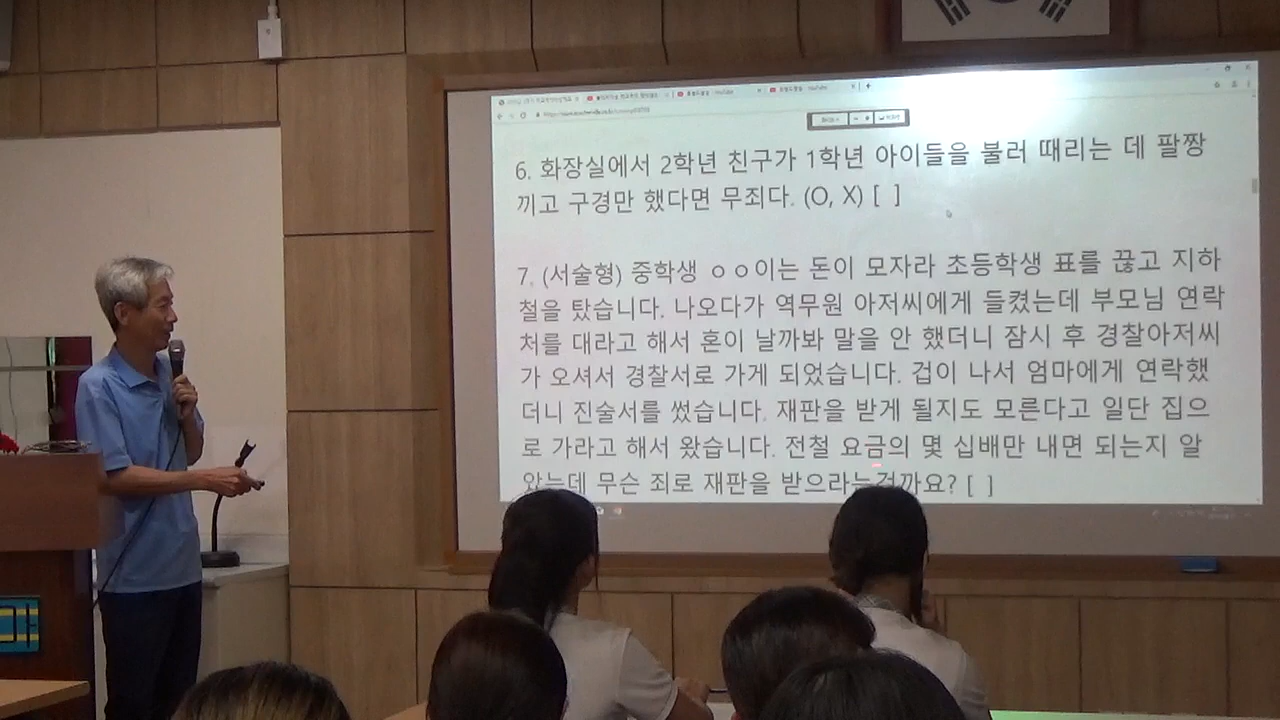 6. 화장실에서 2학년 친구가 1학년 아이들을 불러 때리는 데 팔짱
끼고 구경만 했다면 무죄다. (O, X) [ ]
7. (서술형) 중학생 ㅇㅇ이는 돈이 모자라 초등학생 표를 끊고 지하
철을 탔습니다. 나오다가 역무원 아저씨에게 들켰는데 부모님 연락
처를 대라고 해서 혼이 날까봐 말을 안 했더니 잠시 후 경찰아저씨
가 오셔서 경찰서로 가게 되었습니다. 겁이 나서 엄마에게 연락했
더니 진술서를 썼습니다. 재판을 받게 될지도 모른다고 일단 집으
로 가라고 해서 왔습니다. 전철 요금의 몇 십배만 내면 되는지 알
았는데 무슨 죄로 재판을 받으라는걸까요? [ ]